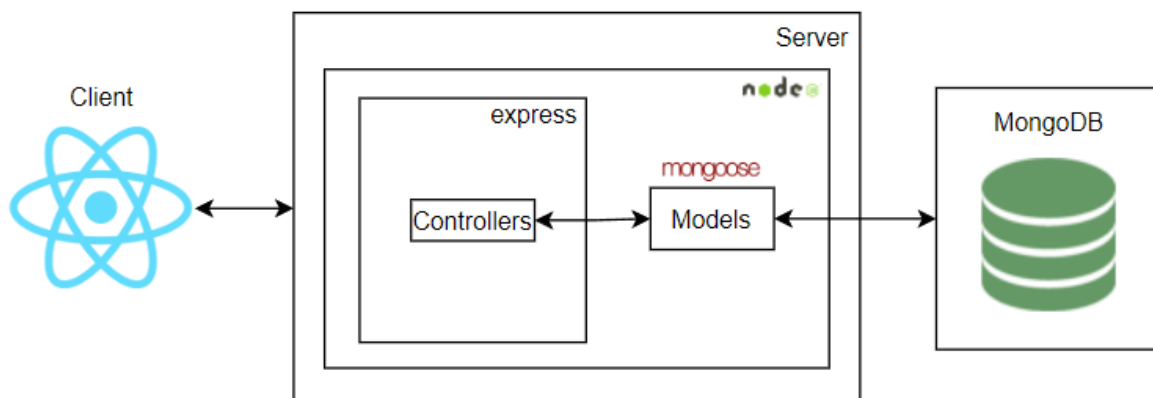 Server
Client
node
express
MongoDB
mongoose
Controllers
Models